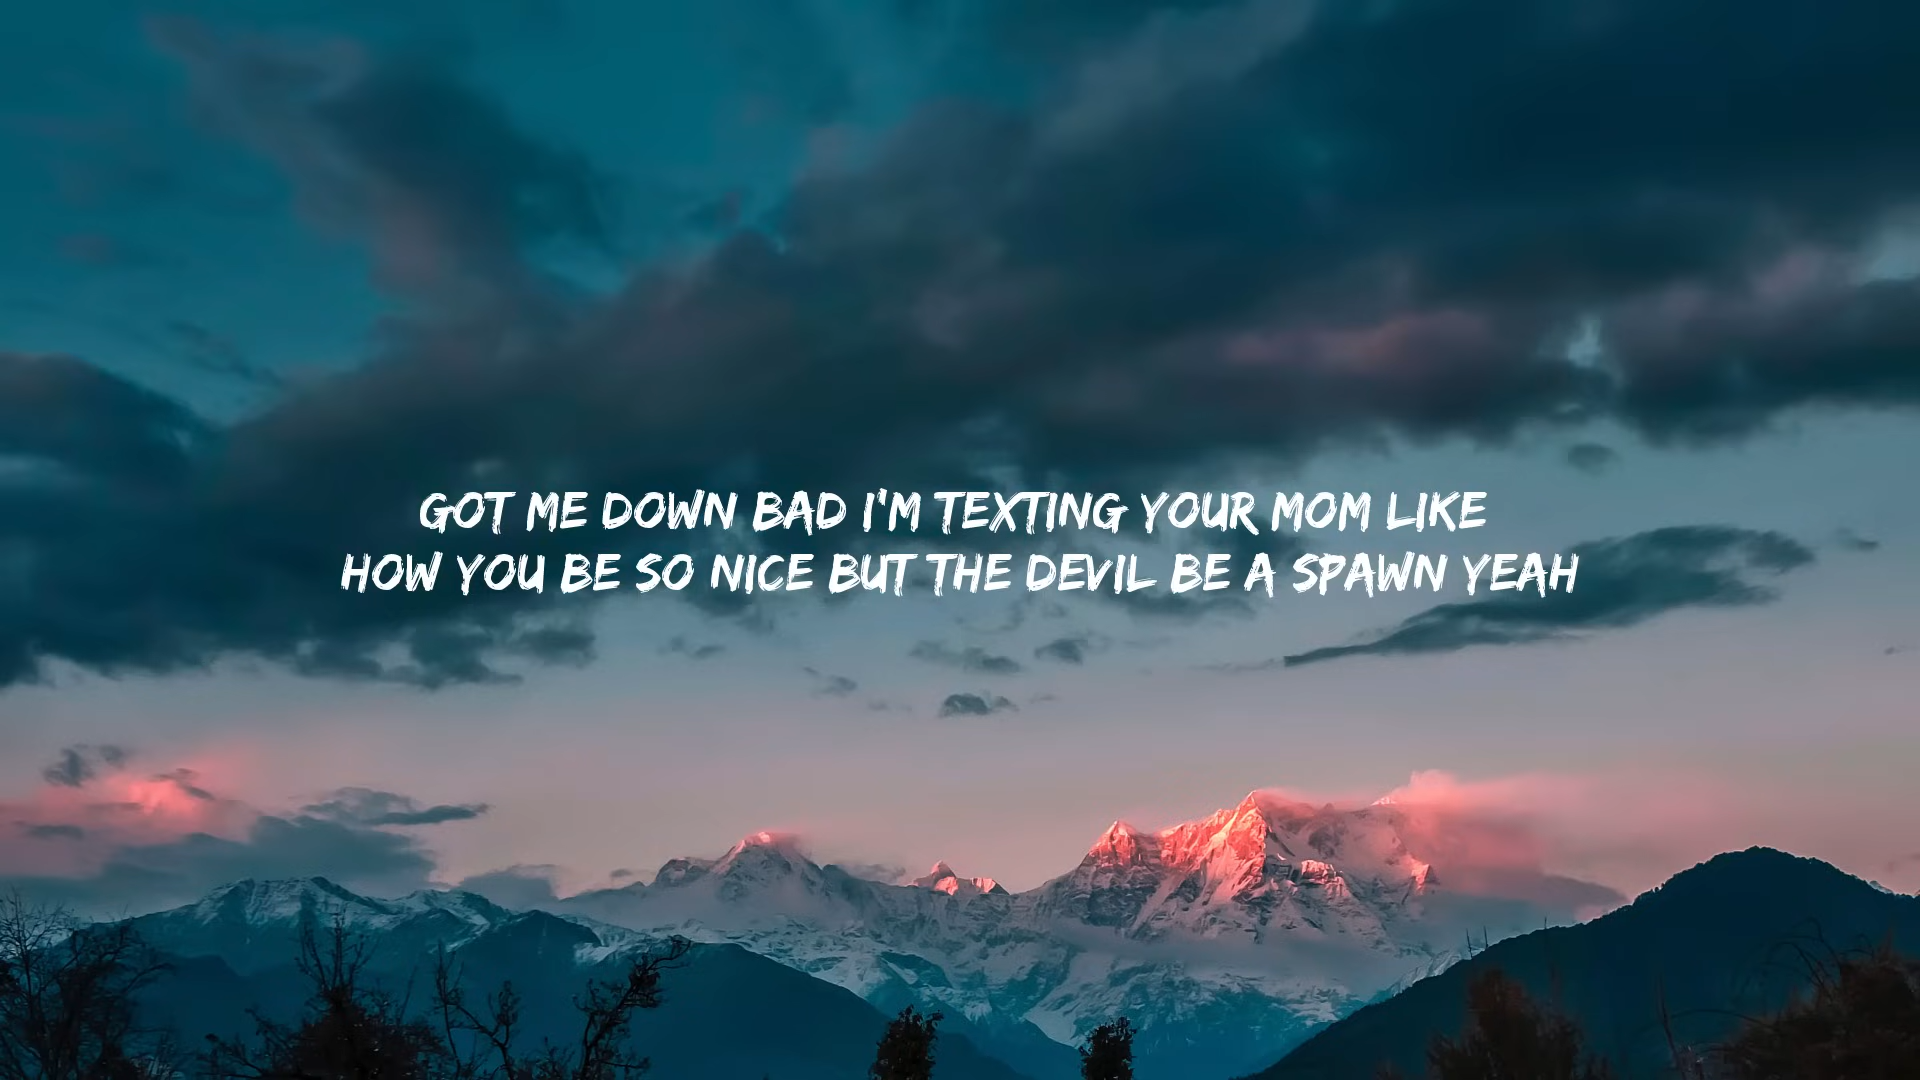 GOT ME DOWN BAD I'M TEXTING YOUR MOM LIKE
HOW YOU BE SO NICE BUT THE DEVIL BE A SPAWN YEAH